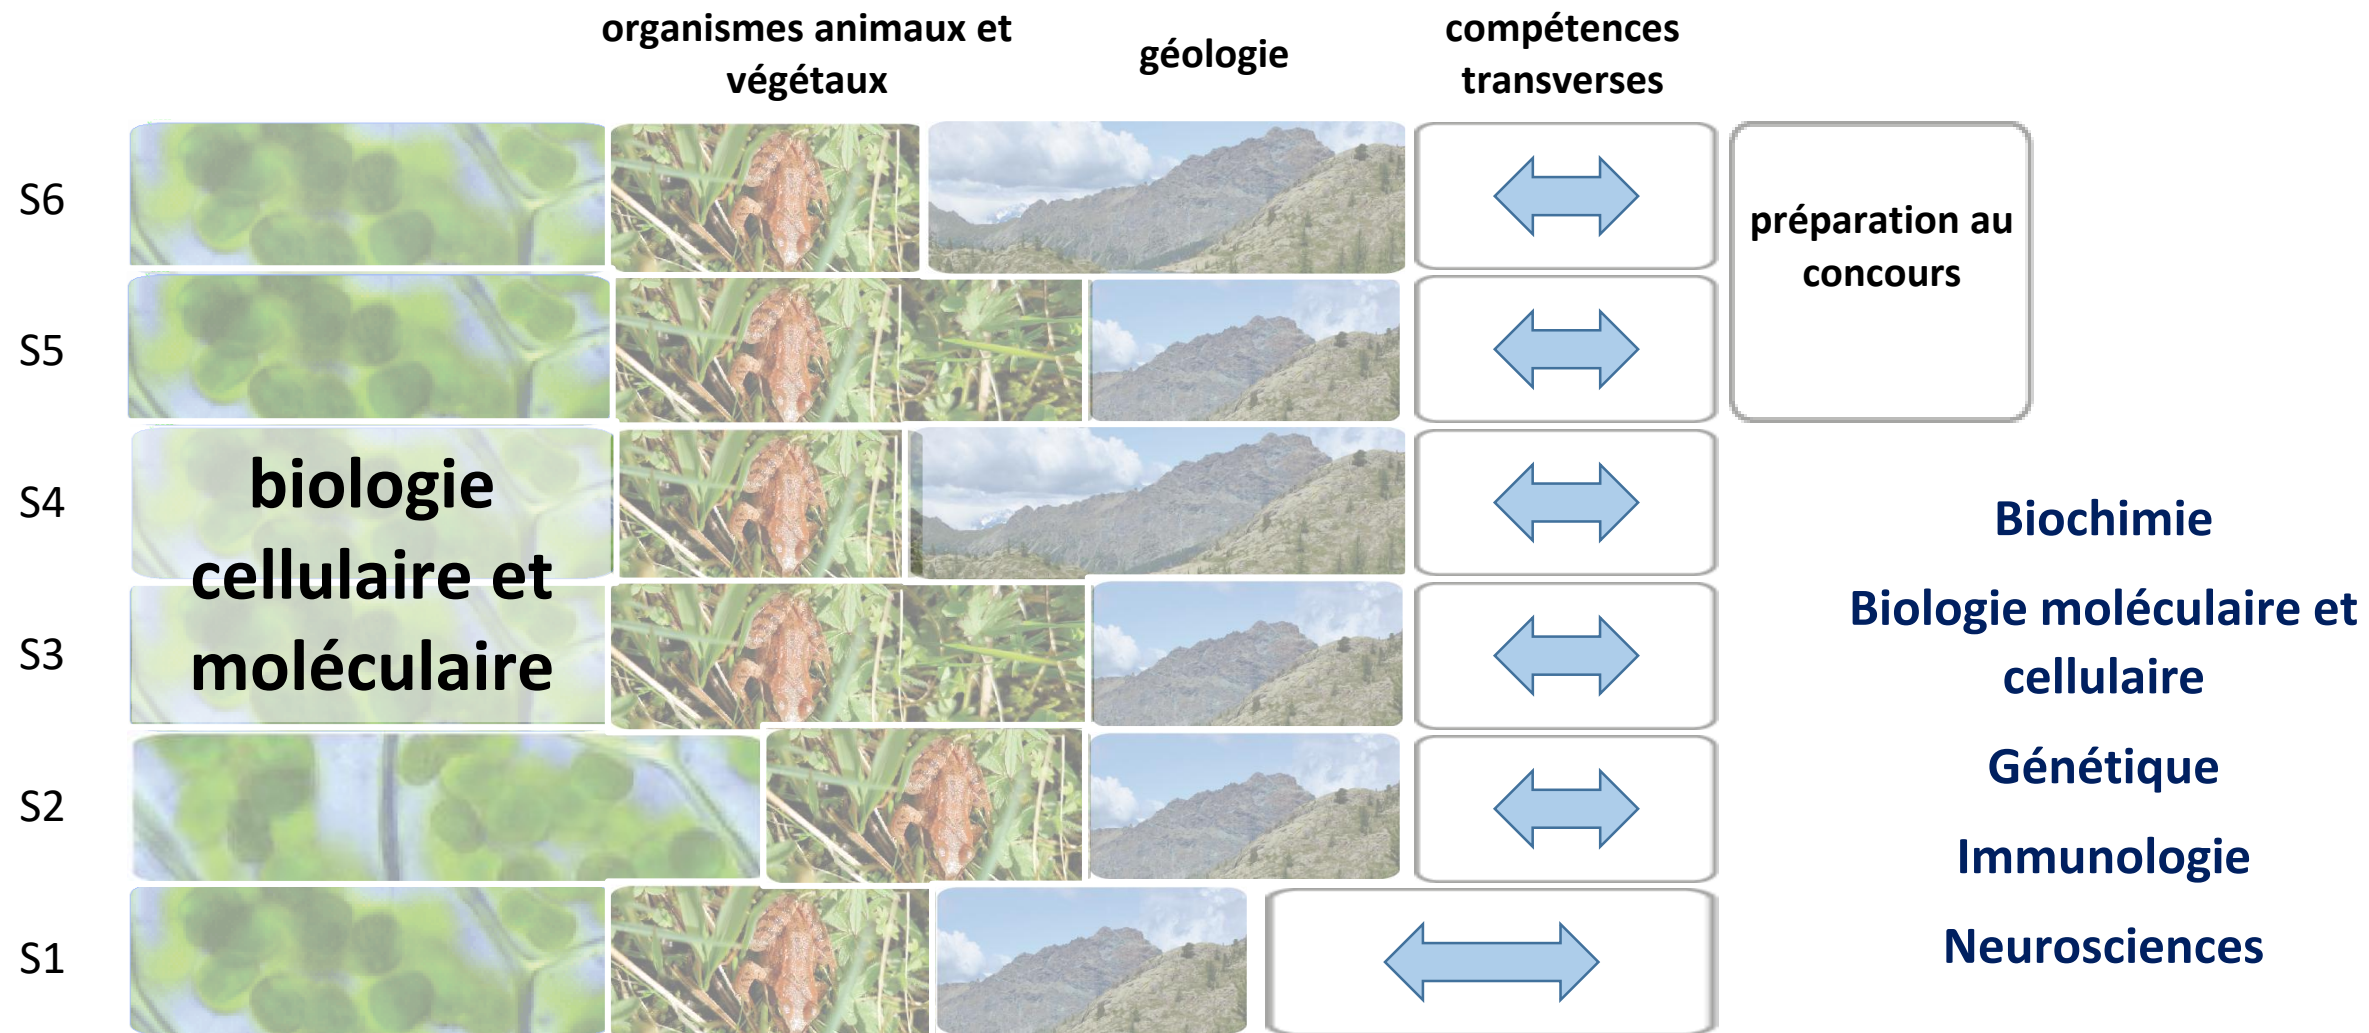 organismes animaux et
végétaux
géologie
compétences
transverses
S6
préparation au
concours
S5
S4
biologie
cellulaire et
moléculaire
Biochimie
Biologie moléculaire et
cellulaire
S3
Génétique
S2
Immunologie
Neurosciences
S1